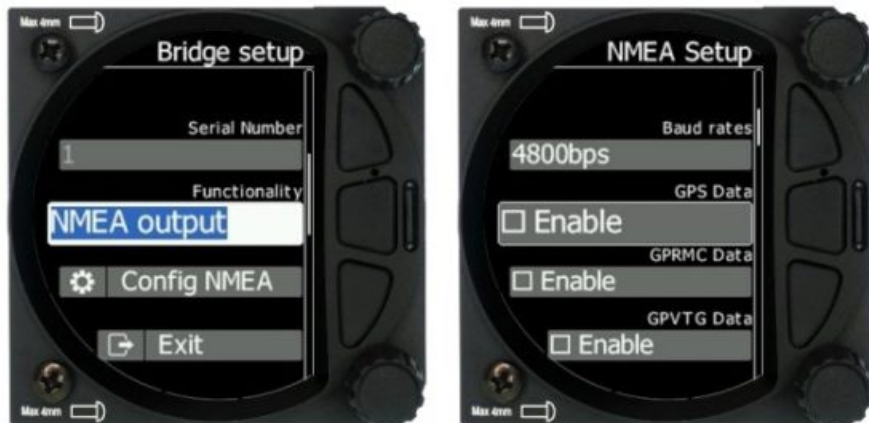 Max 4mm
Bridge setup
Serial Number
1
Functionality
NMEA output
Config NMEA
Exit
Max 4mm
Max 4mm
NMEA Setup
Baud rates
4800bps
GPS Data
Enable
GPRMC Data
Enable
GPVTG Data
Enable
Max 4mm